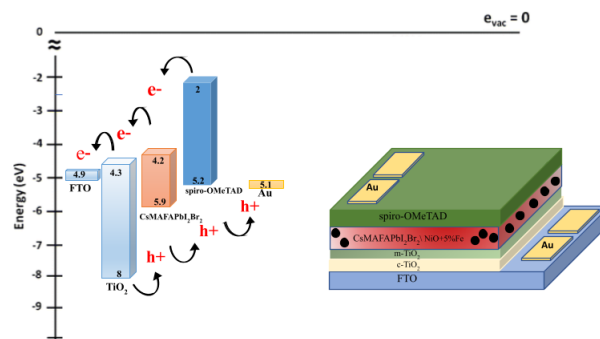 e_vac = 0
0
-2
-3
-4
-5
-6
-7
-8
-9
Energy (eV)
e-
e-
e-
2
4.2
4.3
4.9
FTO
5.2
spiro-OMeTAD
5.1
Au
5.9
CsMAFAPbI₂Br₂
h+
h+
h+
8
TiO₂
Au
spiro-OMeTAD
CsMAFAPbI₂Br₂ NiO+5%Fe
Au
m-TiO₂
c-TiO₂
FTO